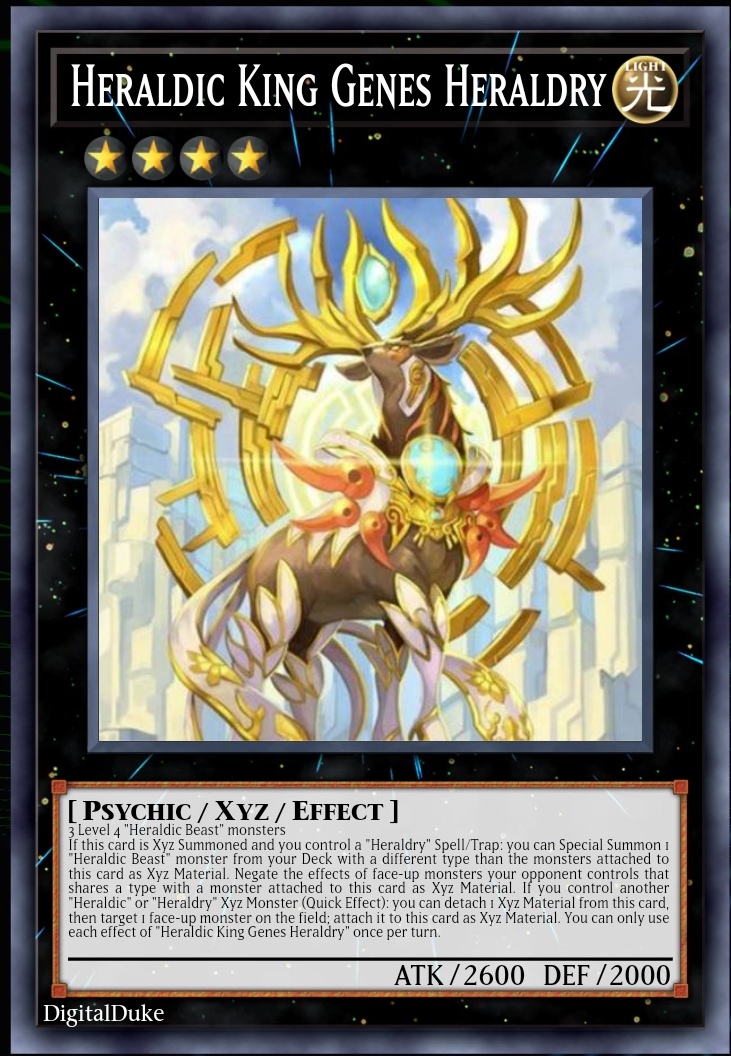 HERALDIC KING GENES HERALDRY
LIGHT
光
[ PSYCHIC / XYZ / EFFECT ]
3 Level 4 "Heraldic Beast" monsters
If this card is Xyz Summoned and you control a "Heraldry" Spell/Trap: you can Special Summon 1
"Heraldic Beast" monster from your Deck with a different type than the monsters attached to
this card as Xyz Material. Negate the effects of face-up monsters your opponent controls that
shares a type with a monster attached to this card as Xyz Material. If you control another
"Heraldic" or "Heraldry" Xyz Monster (Quick Effect): you can detach 1 Xyz Material from this card,
then target 1 face-up monster on the field; attach it to this card as Xyz Material. You can only use
each effect of "Heraldic King Genes Heraldry" once per turn.
ATK/2600 DEF/2000
DigitalDuke